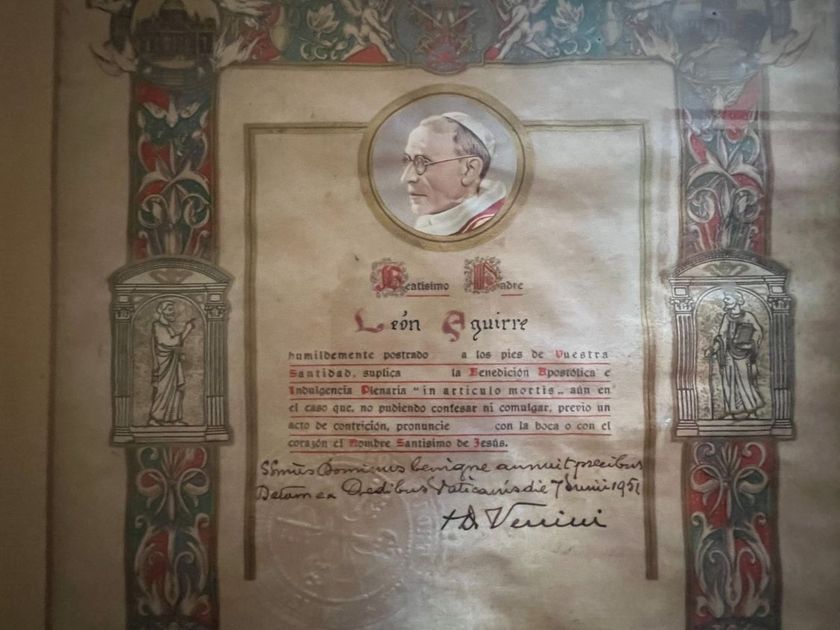 Beatísimo Padre
León Aguirre
humildemente postrado a los pies de Vuestra
Santidad, suplica la Benedición Apostólica e
Indulgencia Plenaria "in articulo mortis" aún en
el caso que, no pudiendo confesar ni comulgar, previo un
acto de contrición, pronuncie con la boca o con el
corazón el Nombre Santísimo de Jesús.
SSmus Dominus benigne annuit precibus
Datum ex Aedibus Vaticanis die 7 Junii 1951